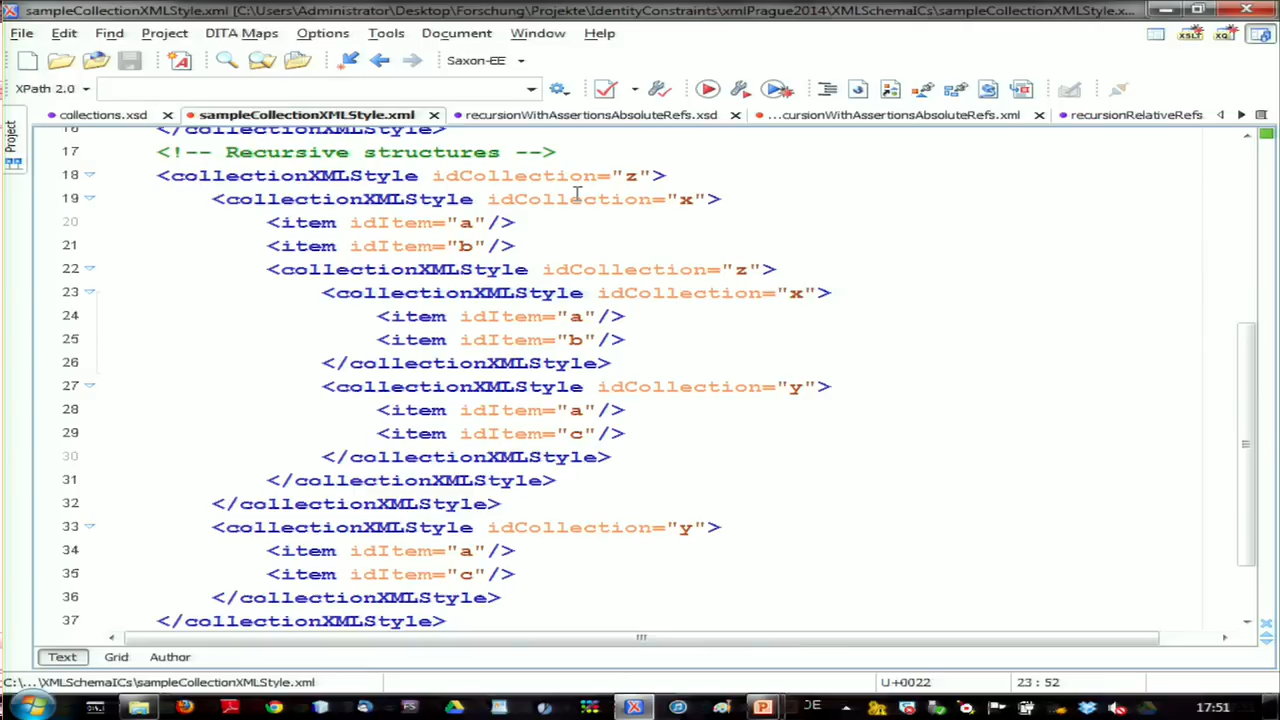 sampleCollectionXMLStyle.xml [C:\Users\Administrator\Desktop\Forschung\Projekte\IdentityConstraints\xmlPrague2014\XMLSchemaICs\sampleCollectionXMLStyle.x...
File Edit Find Project DITA Maps Options Tools Document Window Help
Saxon-EE
XPath 2.0
collections.xsd sampleCollectionXMLStyle.xml recursionWithAssertionsAbsoluteRefs.xsd ...cursionWithAssertionsAbsoluteRefs.xml recursionRelativeRefs
Project
16 </collectionXMLStyle>
17 <!-- Recursive structures -->
18 <collectionXMLStyle idCollection="z">
19 <collectionXMLStyle idCollection="x">
20 <item idItem="a"/>
21 <item idItem="b"/>
22 <collectionXMLStyle idCollection="z">
23 <collectionXMLStyle idCollection="x">
24 <item idItem="a"/>
25 <item idItem="b"/>
26 </collectionXMLStyle>
27 <collectionXMLStyle idCollection="y">
28 <item idItem="a"/>
29 <item idItem="c"/>
30 </collectionXMLStyle>
31 </collectionXMLStyle>
32 </collectionXMLStyle>
33 <collectionXMLStyle idCollection="y">
34 <item idItem="a"/>
35 <item idItem="c"/>
36 </collectionXMLStyle>
37 </collectionXMLStyle>
Text Grid Author
C:\...\XMLSchemaICs\sampleCollectionXMLStyle.xml U+0022 23 : 52
DE 17:51